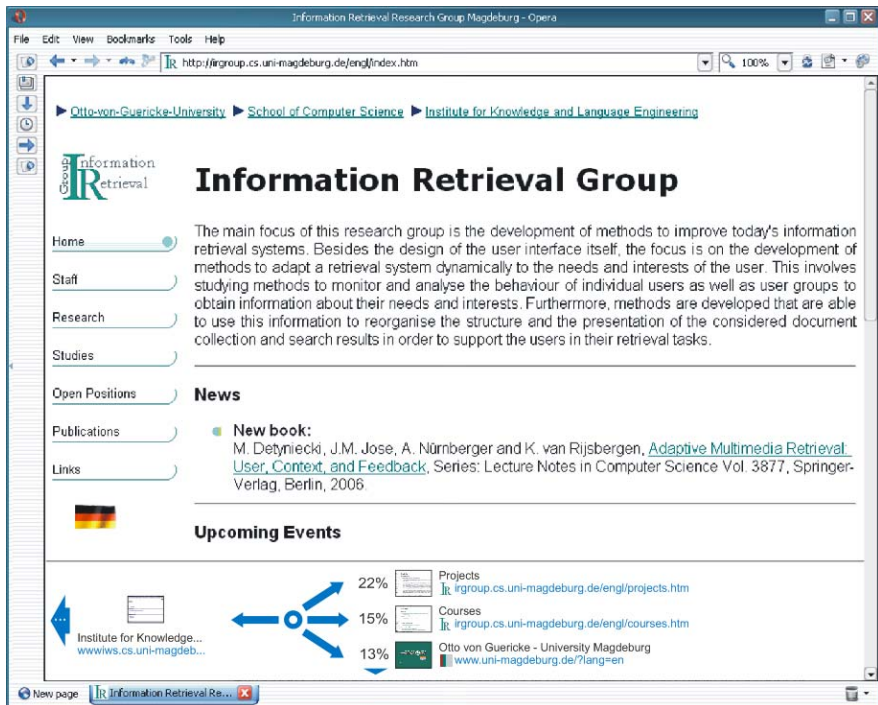 Information Retrieval Research Group Magdeburg - Opera
File Edit View Bookmarks Tools Help
http://irgroup.cs.uni-magdeburg.de/engl/index.htm
100%
Otto-von-Guericke-University School of Computer Science Institute for Knowledge and Language Engineering
Group Information Retrieval
Information Retrieval Group
The main focus of this research group is the development of methods to improve today's information
retrieval systems. Besides the design of the user interface itself, the focus is on the development of
methods to adapt a retrieval system dynamically to the needs and interests of the user. This involves
studying methods to monitor and analyse the behaviour of individual users as well as user groups to
obtain information about their needs and interests. Furthermore, methods are developed that are able
to use this information to reorganise the structure and the presentation of the considered document
collection and search results in order to support the users in their retrieval tasks.
Home
Staff
Research
Studies
Open Positions
Publications
Links
News
New book:
M. Detyniecki, J.M. Jose, A. Nürnberger and K. van Rijsbergen, Adaptive Multimedia Retrieval:
User, Context, and Feedback, Series: Lecture Notes in Computer Science Vol. 3877, Springer-
Verlag, Berlin, 2006.
Upcoming Events
...
Institute for Knowledge...
wwwiws.cs.uni-magdeb...
22%
Projects
IR irgroup.cs.uni-magdeburg.de/engl/projects.htm
15%
Courses
IR irgroup.cs.uni-magdeburg.de/engl/courses.htm
13%
Otto von Guericke - University Magdeburg
www.uni-magdeburg.de/?lang=en
New page IR Information Retrieval Re...